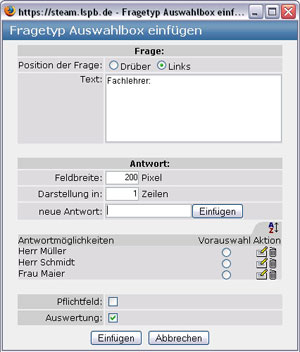 https://steam.lspb.de - Fragetyp Auswahlbox einf...
Fragetyp Auswahlbox einfügen
Frage:
Position der Frage: Drüber Links
Text: Fachlehrer:
Antwort:
Feldbreite: 200 Pixel
Darstellung in: 1 Zeilen
neue Antwort: Einfügen
A Z
Antwortmöglichkeiten Vorauswahl Aktion
Herr Müller
Herr Schmidt
Frau Maier
Pflichtfeld:
Auswertung:
Einfügen Abbrechen